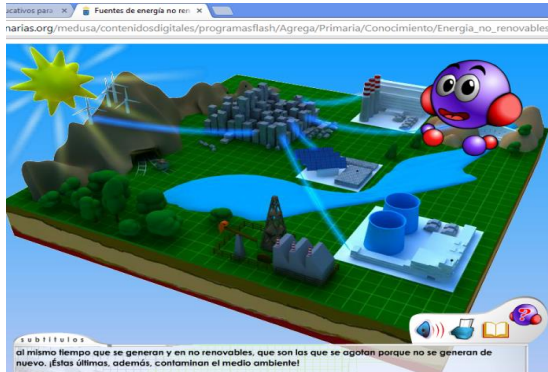 ucativos para
Fuentes de energía no ren
narias.org/medusa/contenidosdigitales/programasflash/Agrega/Primaria/Conocimiento/Energia_no_renovables
subtítulos
al mismo tiempo que se generan y en no renovables, que son las que se agotan porque no se generan de
nuevo. ¡Éstas últimas, además, contaminan el medio ambiente!